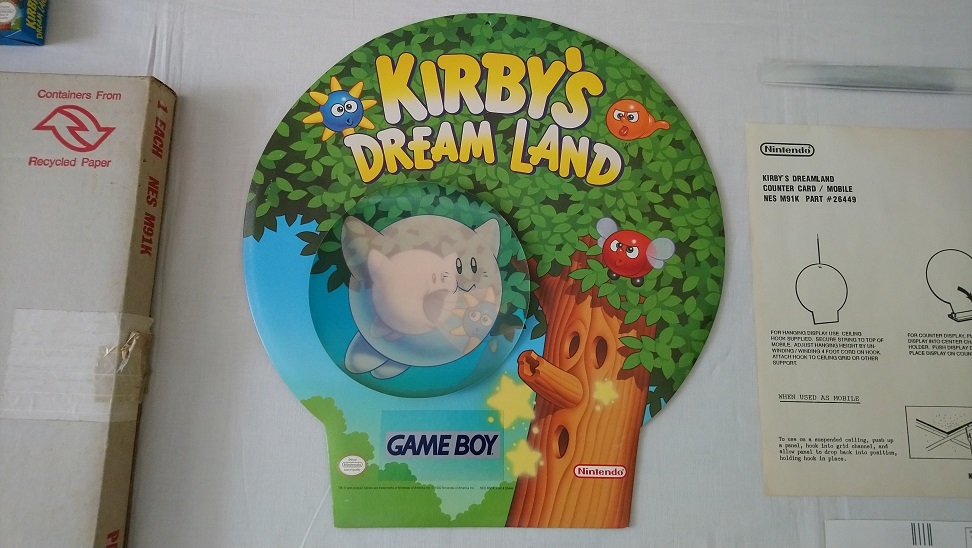 KIRBY
Containers From
Recycled Paper
1 EACH NES M91K
KIRBY'S
DREAM LAND
GAME BOY
Nintendo
Nintendo
KIRBY'S DREAMLAND
COUNTER CARD / MOBILE
NES M91K PART #26449
FOR HANGING DISPLAY USE CEILING
HOOK SUPPLIED. SECURE STRING TO TOP OF
MOBILE. ADJUST HANGING HEIGHT BY UN-
WINDING / WINDING 4 FOOT CORD ON HOOK.
ATTACH HOOK TO CEILING GRID OR OTHER
SUPPORT.
FOR COUNTER DISPLAY,
DISPLAY INTO CENTER
HOLDER. PUSH DISPLAY
PLACE DISPLAY ON
WHEN USED AS MOBILE
To use on a suspended ceiling, push up
a panel, hook into grid channel, and
allow panel to drop back into position,
holding hook in place.